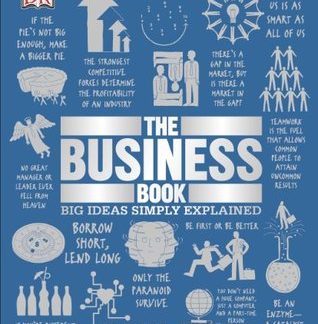 DK
IF THE
PIE'S NOT BIG
ENOUGH, MAKE
A BIGGER PIE.
THE STRONGEST
COMPETITIVE
FORCES DETERMINE
THE PROFITABILITY
OF AN INDUSTRY
THERE'S A
GAP IN THE
MARKET, BUT
IS THERE A
MARKET IN
THE GAP?
US IS AS
SMART AS
ALL OF US
NO GREAT
MANAGER OR
LEADER EVER
FELL FROM
HEAVEN
THE
BUSINESS
BOOK
BIG IDEAS SIMPLY EXPLAINED
TEAMWORK IS THE FUEL
THAT ALLOWS
COMMON
PEOPLE TO
ATTAIN
UNCOMMON
RESULTS
BORROW
SHORT,
LEND LONG
BE FIRST OR BE BETTER
ONLY THE
PARANOID
SURVIVE
YOU DON'T NEED
A HUGE COMPANY,
JUST A COMPUTER
AND A PART-TIME
PERSON
BE AN
ENZYME—
A CATALYST